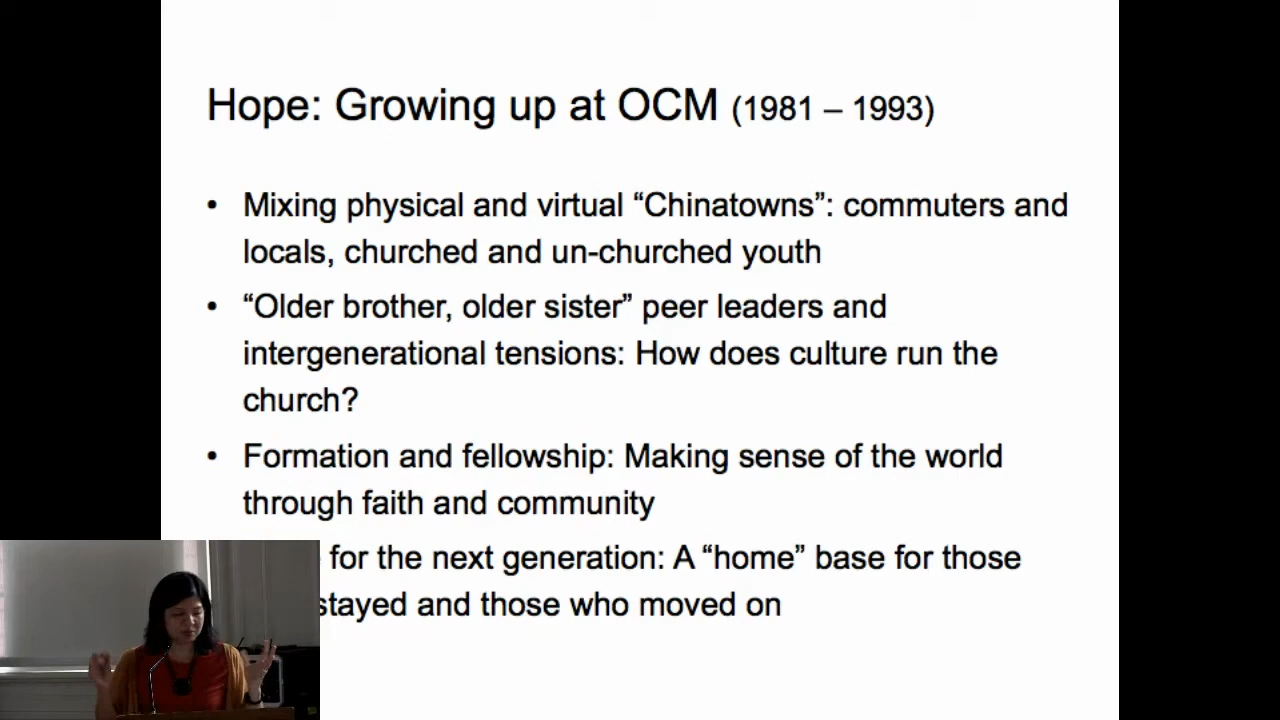 Hope: Growing up at OCM (1981 – 1993)
• Mixing physical and virtual “Chinatowns”: commuters and
locals, churched and un-churched youth
• “Older brother, older sister” peer leaders and
intergenerational tensions: How does culture run the
church?
• Formation and fellowship: Making sense of the world
through faith and community
for the next generation: A “home” base for those
stayed and those who moved on